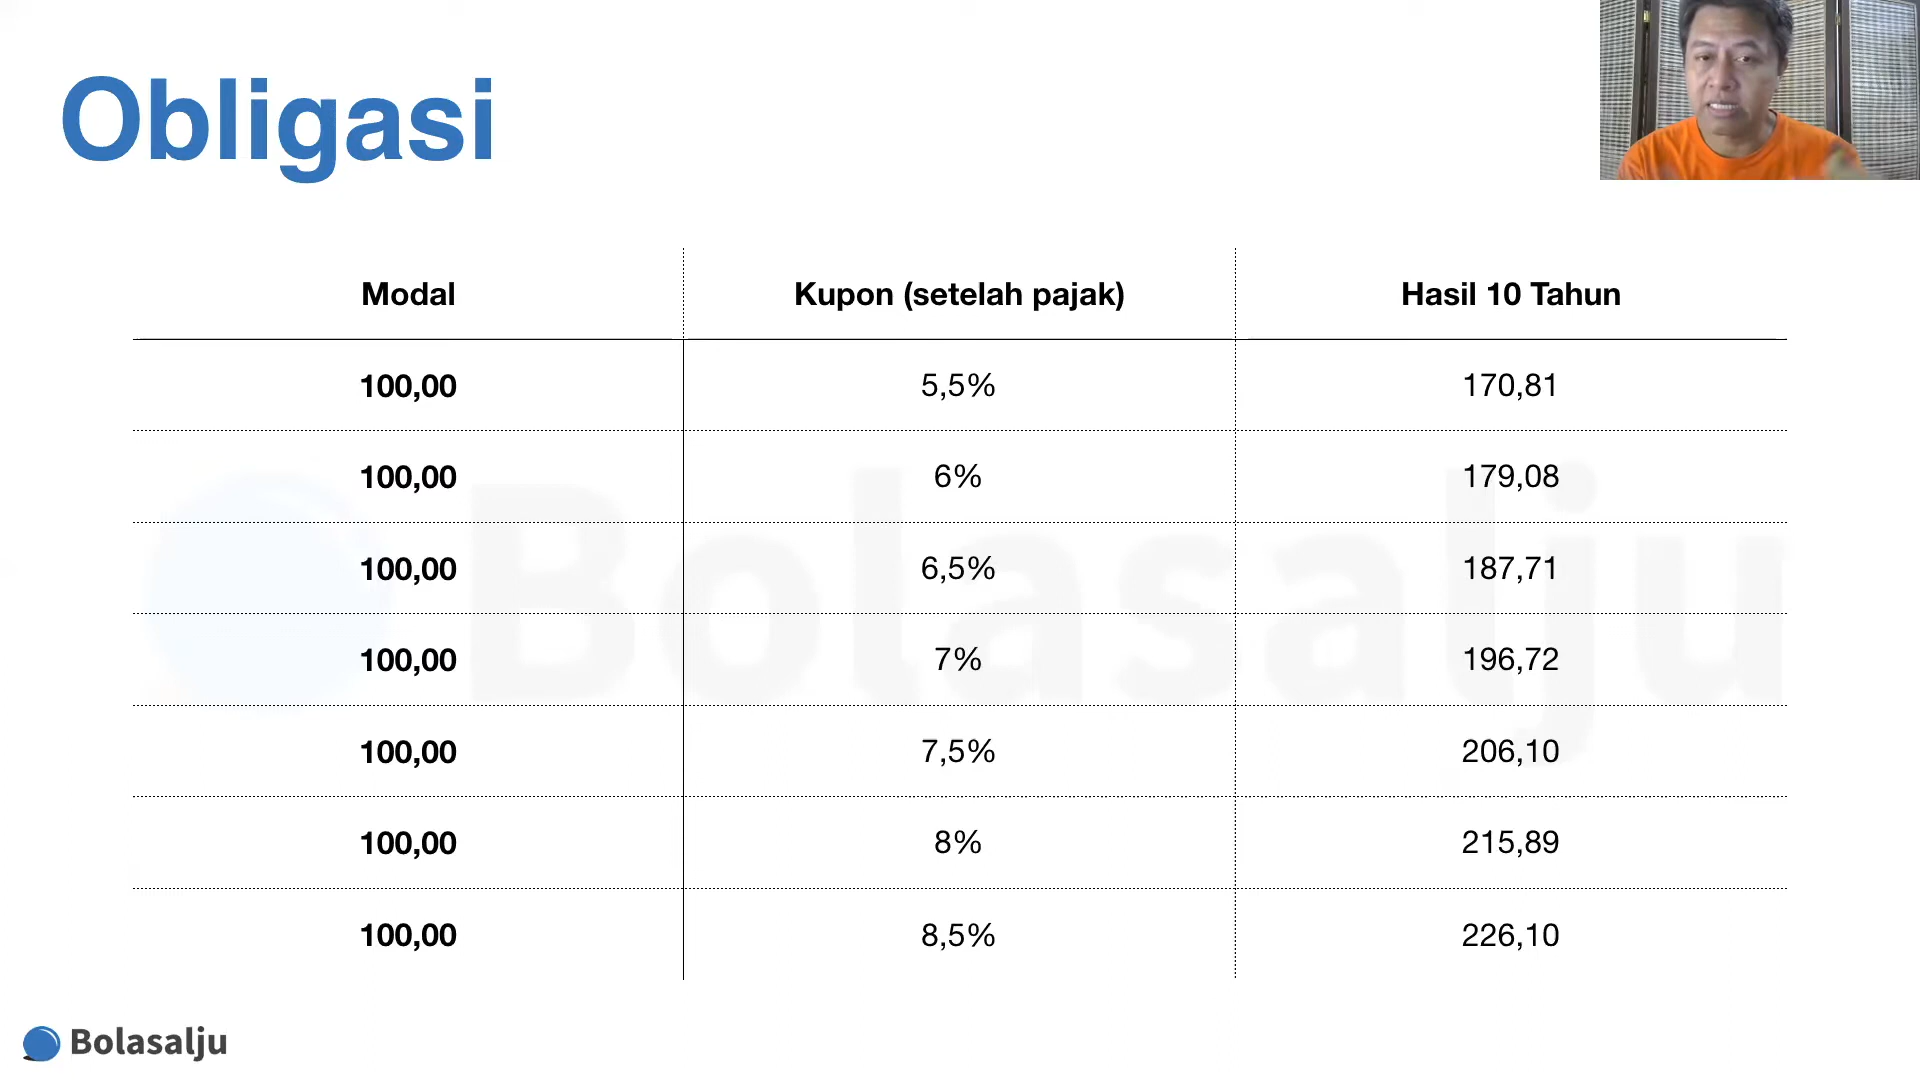 Obligasi
Modal Kupon (setelah pajak) Hasil 10 Tahun
100,00 5,5% 170,81
100,00 6% 179,08
100,00 6,5% 187,71
100,00 7% 196,72
100,00 7,5% 206,10
100,00 8% 215,89
100,00 8,5% 226,10
Bolasalju
Bolasalju